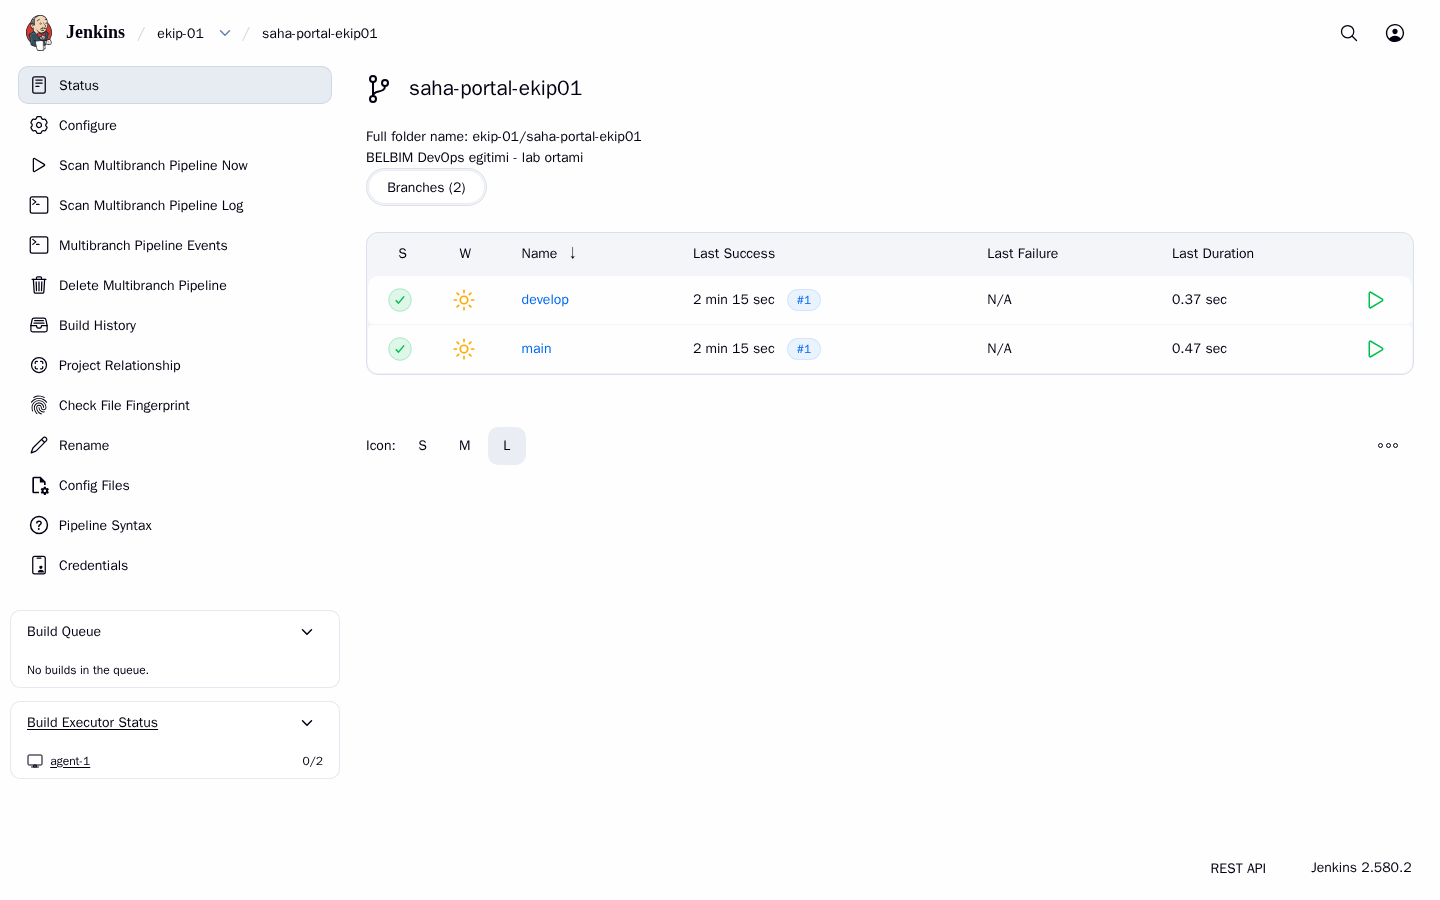 Jenkins / ekip-01 / saha-portal-ekip01
Status
Configure
Scan Multibranch Pipeline Now
Scan Multibranch Pipeline Log
Multibranch Pipeline Events
Delete Multibranch Pipeline
Build History
Project Relationship
Check File Fingerprint
Rename
Config Files
Pipeline Syntax
Credentials
Build Queue
No builds in the queue.
Build Executor Status
agent-1 0/2
saha-portal-ekip01
Full folder name: ekip-01/saha-portal-ekip01
BELBIM DevOps egitimi - lab ortami
Branches (2)
S W Name ↓ Last Success Last Failure Last Duration
develop 2 min 15 sec #1 N/A 0.37 sec
main 2 min 15 sec #1 N/A 0.47 sec
Icon: S M L
REST API Jenkins 2.580.2